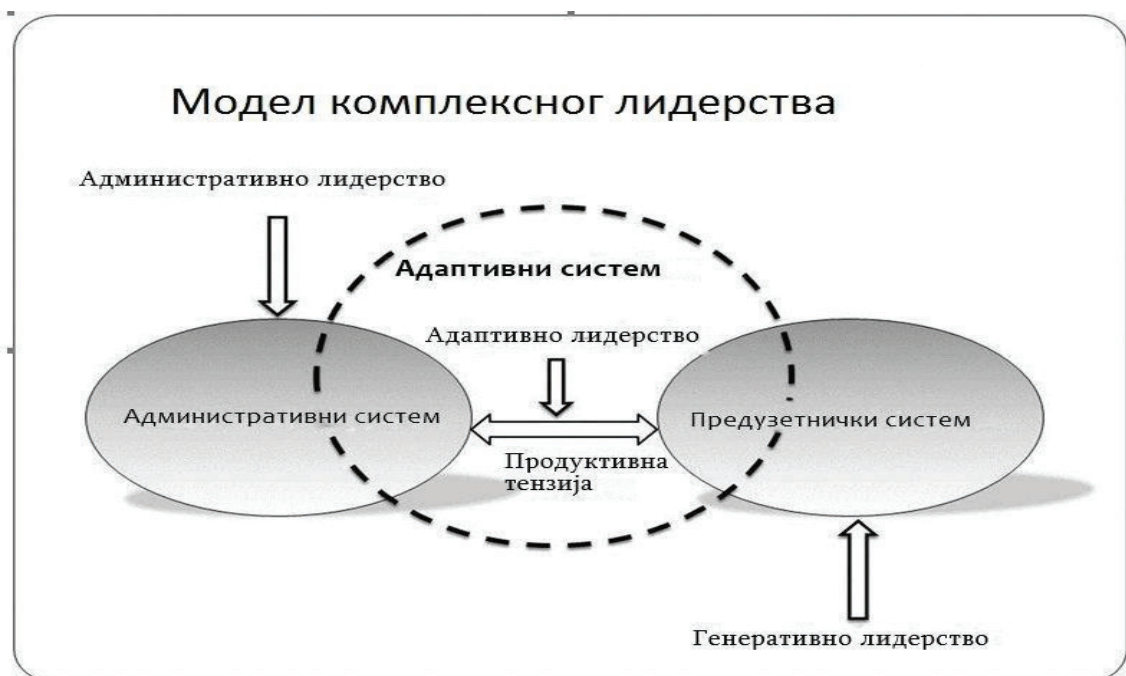 Модел комплексног лидерства
Административно лидерство
Адаптивни систем
Адаптивно лидерство
Административни систем
Предузетнички систем
Продуктивна
тензија
Генеративно лидерство